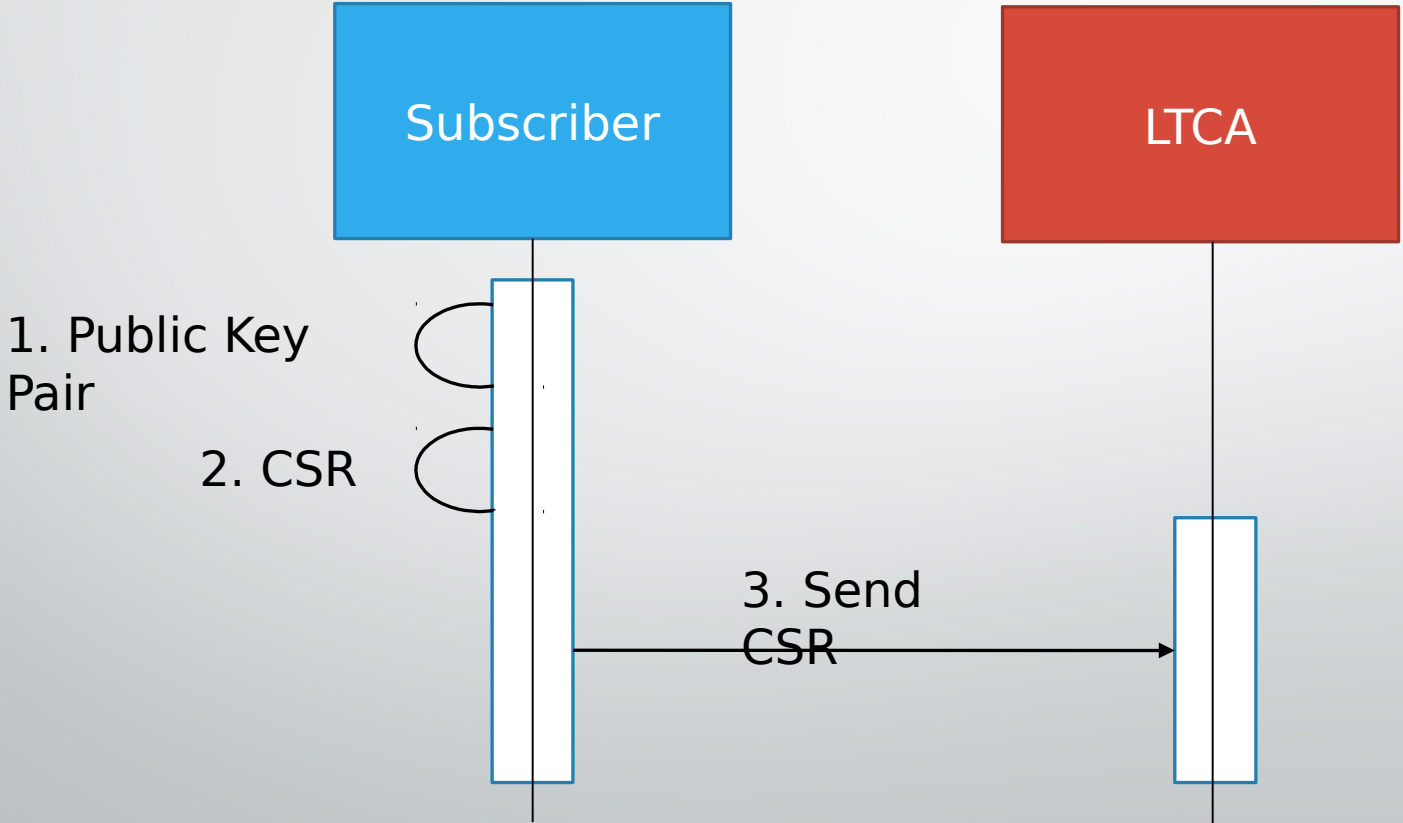 Subscriber
LTCA
1. Public Key
Pair
2. CSR
3. Send
CSR